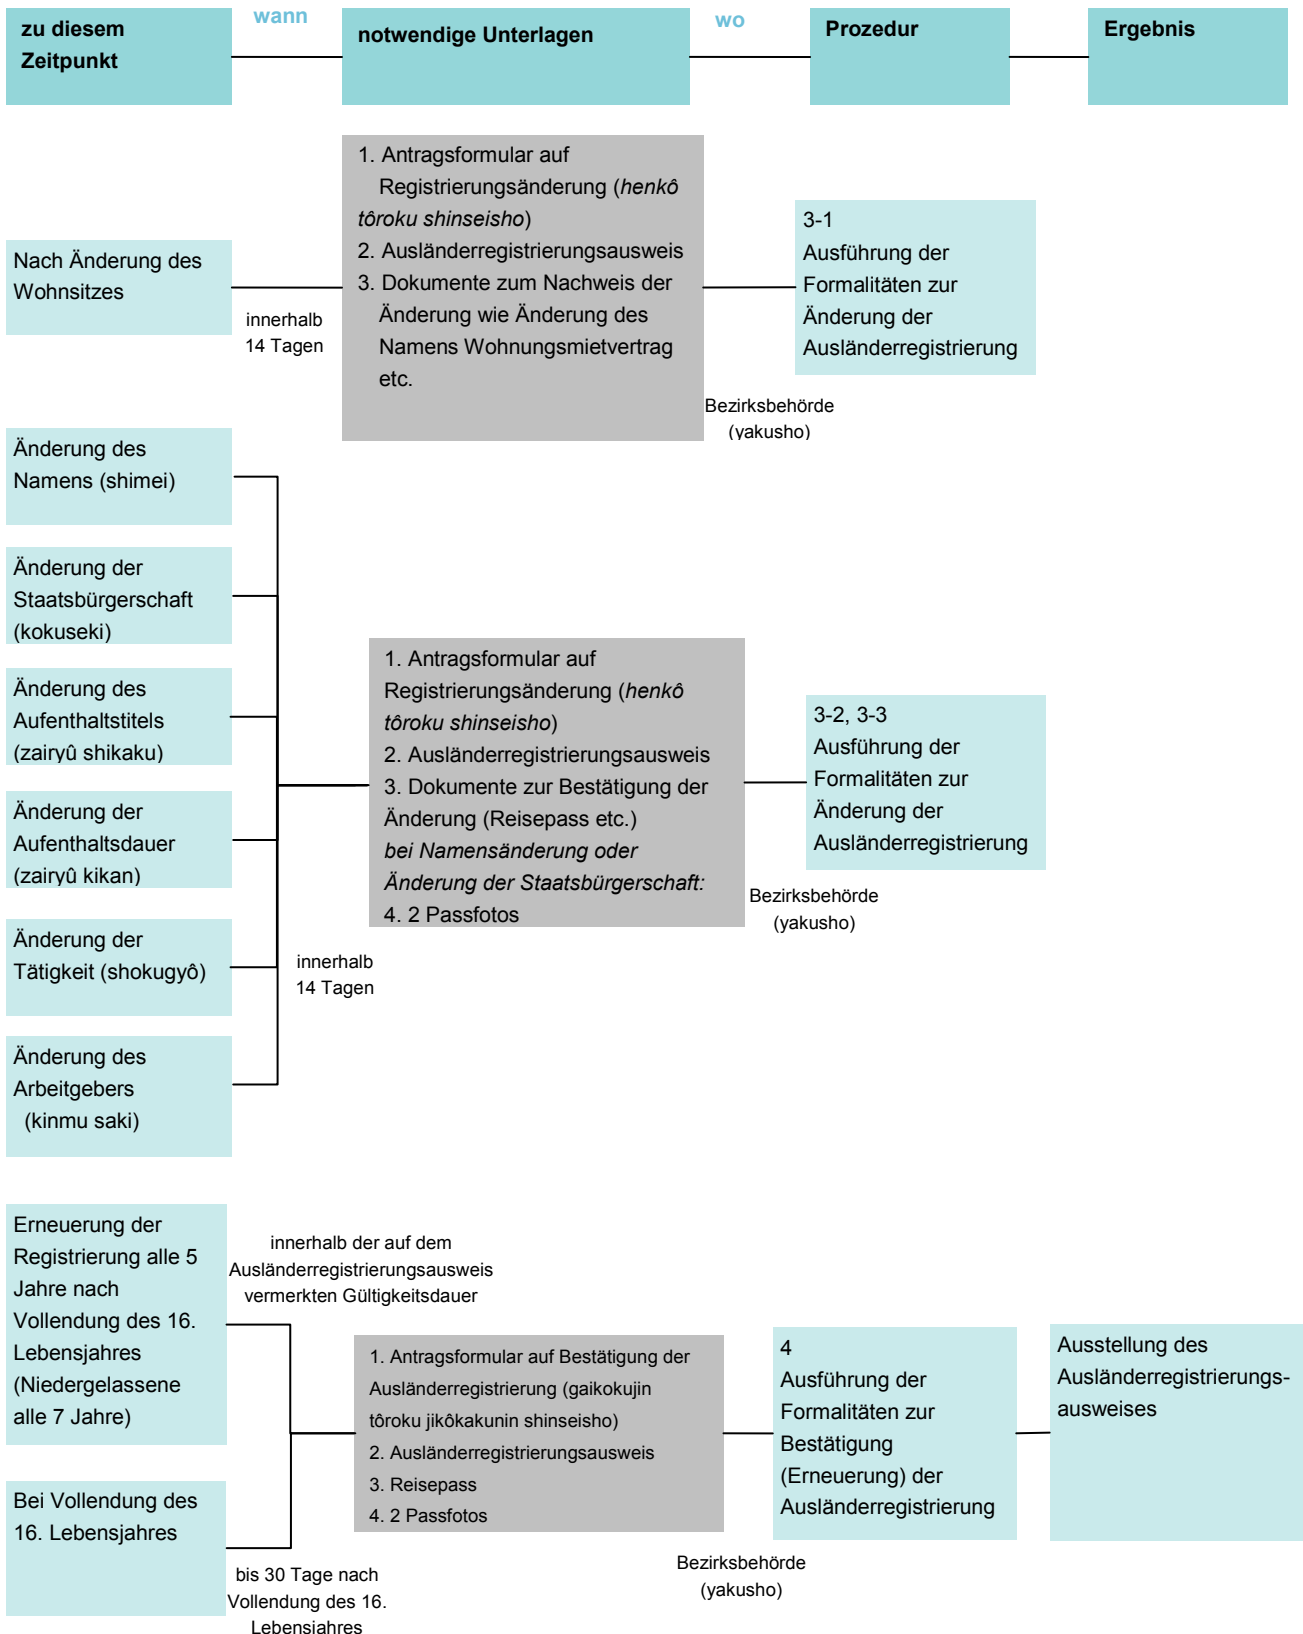 zu diesem
Zeitpunkt
wann
notwendige Unterlagen
wo
Prozedur
Ergebnis
Nach Änderung des
Wohnsitzes
innerhalb
14 Tagen
1. Antragsformular auf
Registrierungsänderung (henkô
tôroku shinseisho)
2. Ausländerregistrierungsausweis
3. Dokumente zum Nachweis der
Änderung wie Änderung des
Namens Wohnungsmietvertrag
etc.
Bezirksbehörde
(yakusho)
3-1
Ausführung der
Formalitäten zur
Änderung der
Ausländerregistrierung
Änderung des
Namens (shimei)
Änderung der
Staatsbürgerschaft
(kokuseki)
Änderung des
Aufenthaltstitels
(zairyû shikaku)
Änderung der
Aufenthaltsdauer
(zairyû kikan)
Änderung der
Tätigkeit (shokugyô)
Änderung des
Arbeitgebers
(kinmu saki)
innerhalb
14 Tagen
1. Antragsformular auf
Registrierungsänderung (henkô
tôroku shinseisho)
2. Ausländerregistrierungsausweis
3. Dokumente zur Bestätigung der
Änderung (Reisepass etc.)
bei Namensänderung oder
Änderung der Staatsbürgerschaft:
4. 2 Passfotos
Bezirksbehörde
(yakusho)
3-2, 3-3
Ausführung der
Formalitäten zur
Änderung der
Ausländerregistrierung
Erneuerung der
Registrierung alle 5
Jahre nach
Vollendung des 16.
Lebensjahres
(Niedergelassene
alle 7 Jahre)
innerhalb der auf dem
Ausländerregistrierungsausweis
vermerkten Gültigkeitsdauer
Bei Vollendung des
16. Lebensjahres
bis 30 Tage nach
Vollendung des 16.
Lebensjahres
1. Antragsformular auf Bestätigung der
Ausländerregistrierung (gaikokujin
tôroku jikôkakunin shinseisho)
2. Ausländerregistrierungsausweis
3. Reisepass
4. 2 Passfotos
Bezirksbehörde
(yakusho)
4
Ausführung der
Formalitäten zur
Bestätigung
(Erneuerung) der
Ausländerregistrierung
Ausstellung des
Ausländerregistrierungs-
ausweises